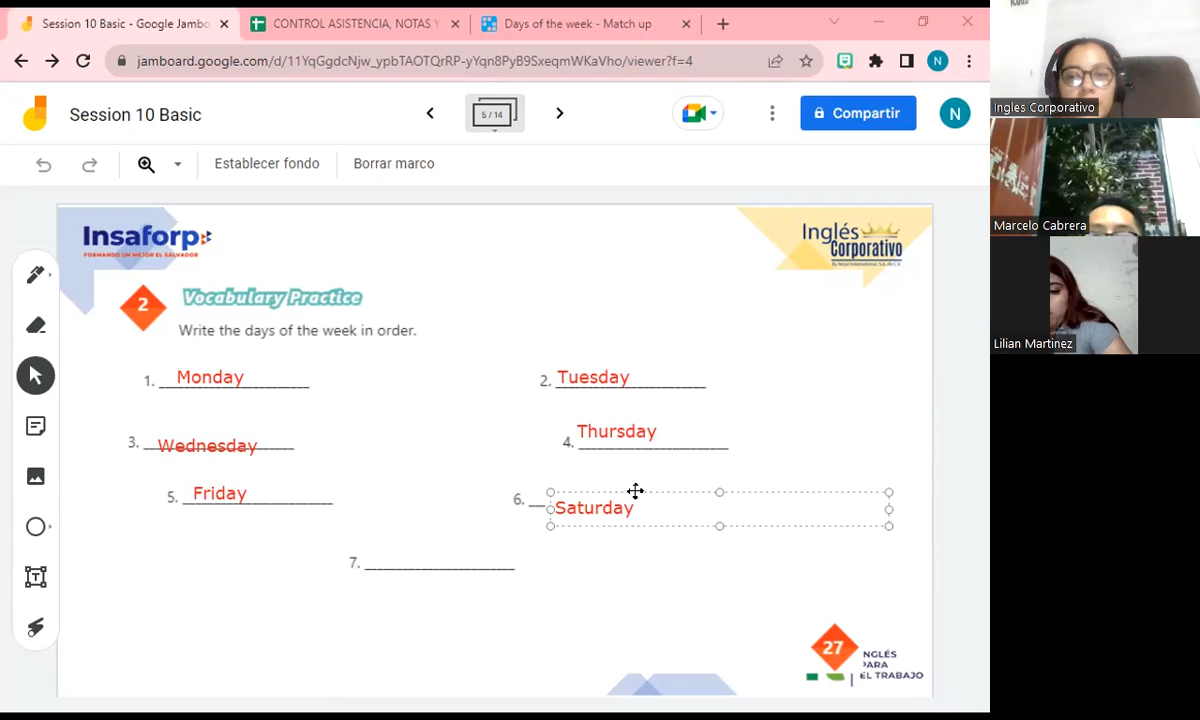 Session 10 Basic - Google Jambo
CONTROL ASISTENCIA, NOTAS Y
Days of the week - Match up
jamboard.google.com/d/11YqGgdcNjw_ypbTAOTQrRP-yYqn8PyB9SxeqmWKaVho/viewer?f=4
N
Session 10 Basic
5 / 14
Compartir
N
Establecer fondo
Borrar marco
Insaforp
FORMANDO UN MEJOR EL SALVADOR
Inglés
Corporativo
2
Vocabulary Practice
Write the days of the week in order.
1. Monday
2. Tuesday
3. Wednesday
4. Thursday
5. Friday
6. Saturday
7.
27
NGLÉS
PARA
EL TRABAJO
Ingles Corporativo
Marcelo Cabrera
Lilian Martinez